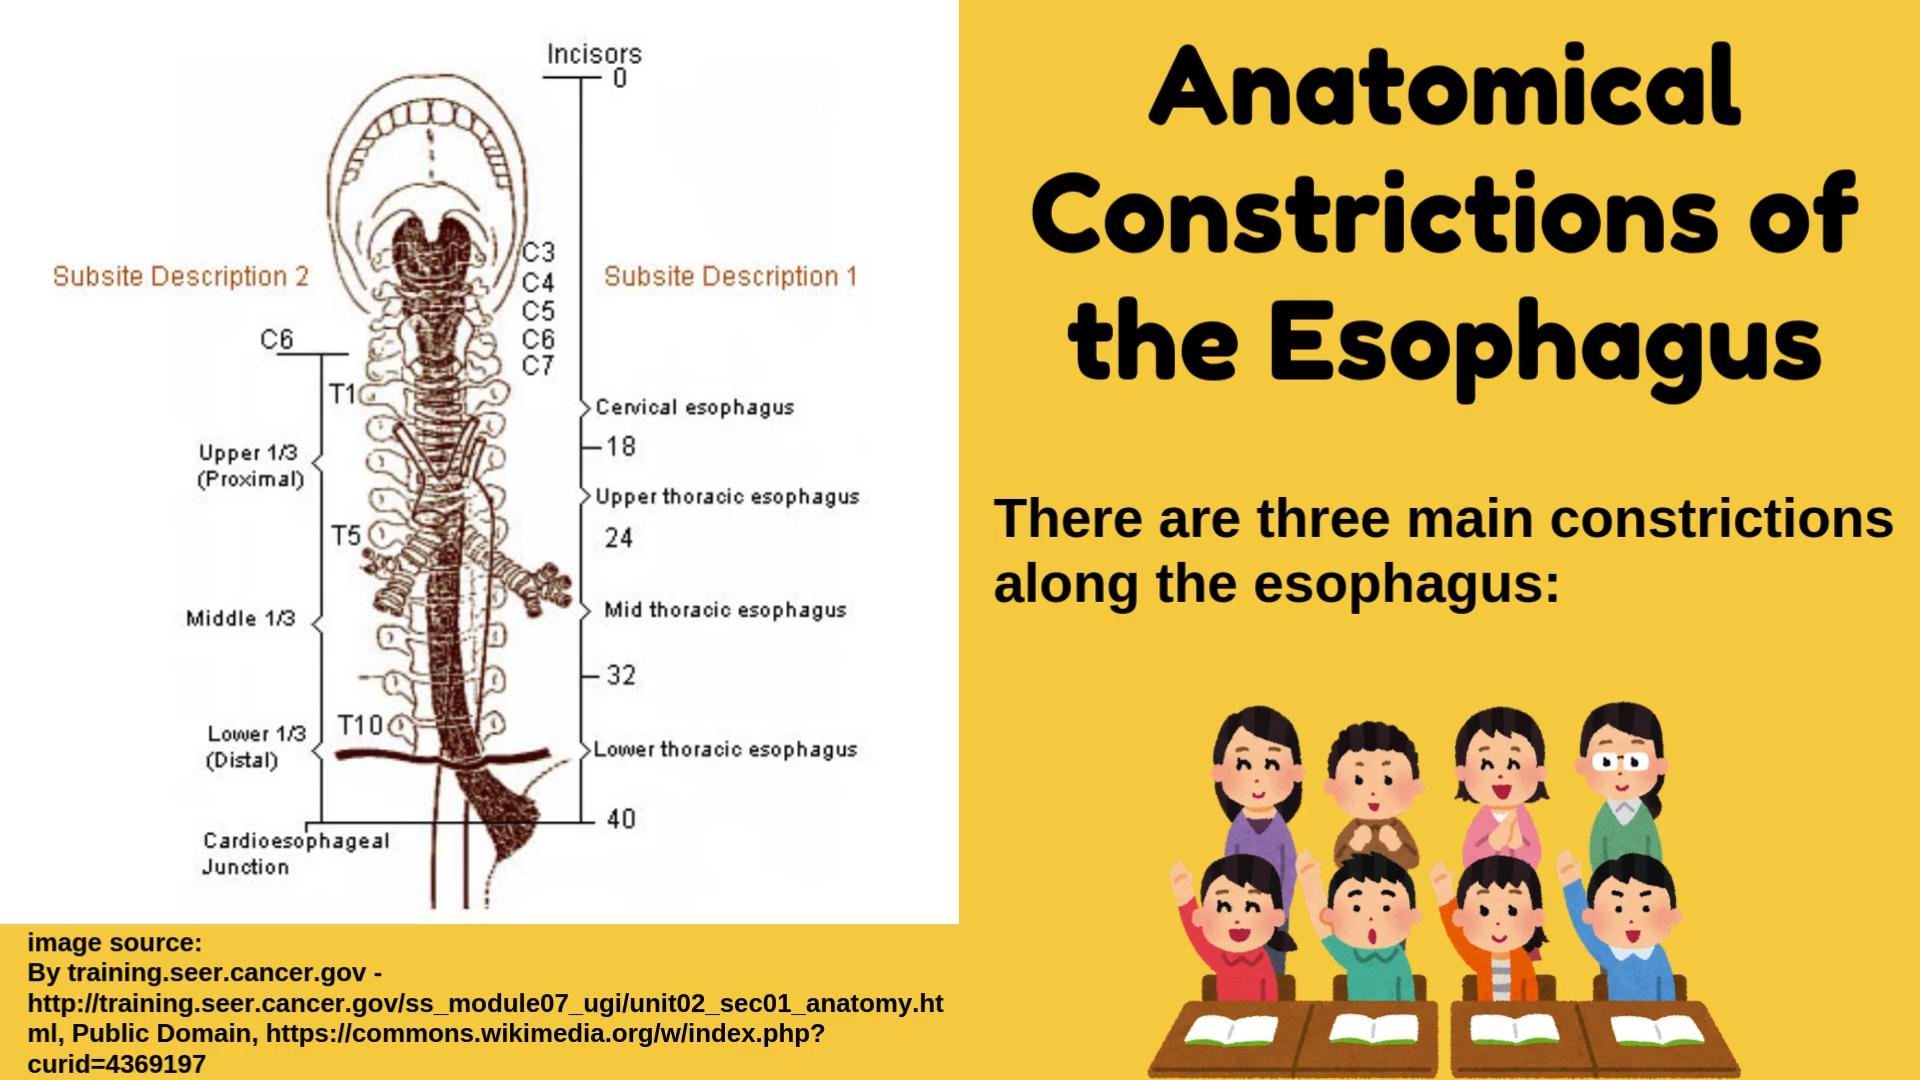 Incisors
0
Subsite Description 2
Subsite Description 1
C3
C4
C5
C6
C7
C6
T1
Cervical esophagus
18
Upper 1/3
(Proximal)
Upper thoracic esophagus
T5
24
Middle 1/3
Mid thoracic esophagus
32
T10
Lower 1/3
(Distal)
Lower thoracic esophagus
40
Cardioesophageal
Junction
image source:
By training.seer.cancer.gov -
http://training.seer.cancer.gov/ss_module07_ugi/unit02_sec01_anatomy.ht
ml, Public Domain, https://commons.wikimedia.org/w/index.php?
curid=4369197
Anatomical
Constrictions of
the Esophagus
There are three main constrictions
along the esophagus: